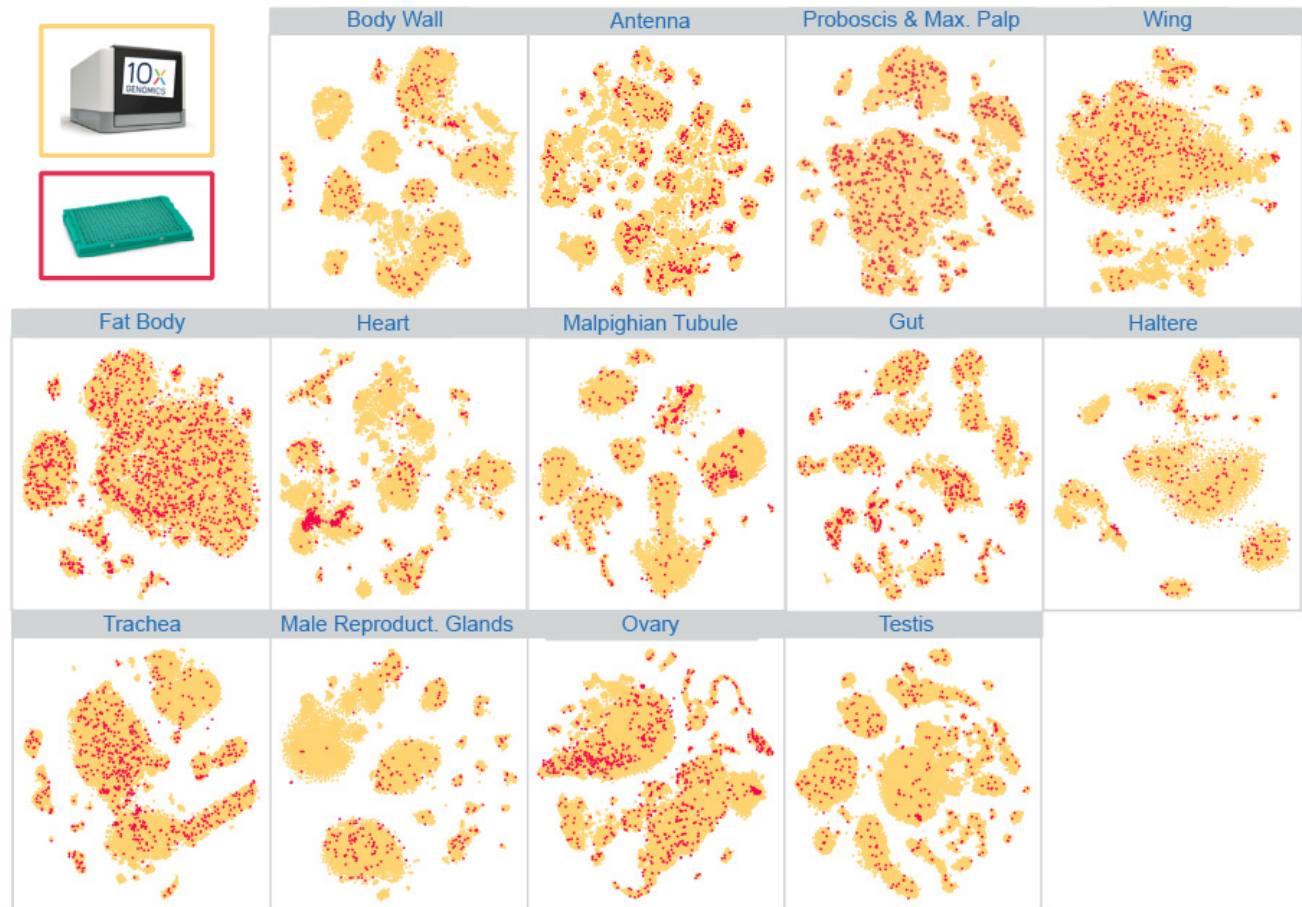 Body Wall
Antenna
Proboscis & Max. Palp
Wing
10x
GENOMICS
Fat Body
Heart
Malpighian Tubule
Gut
Haltere
Trachea
Male Reproduct. Glands
Ovary
Testis